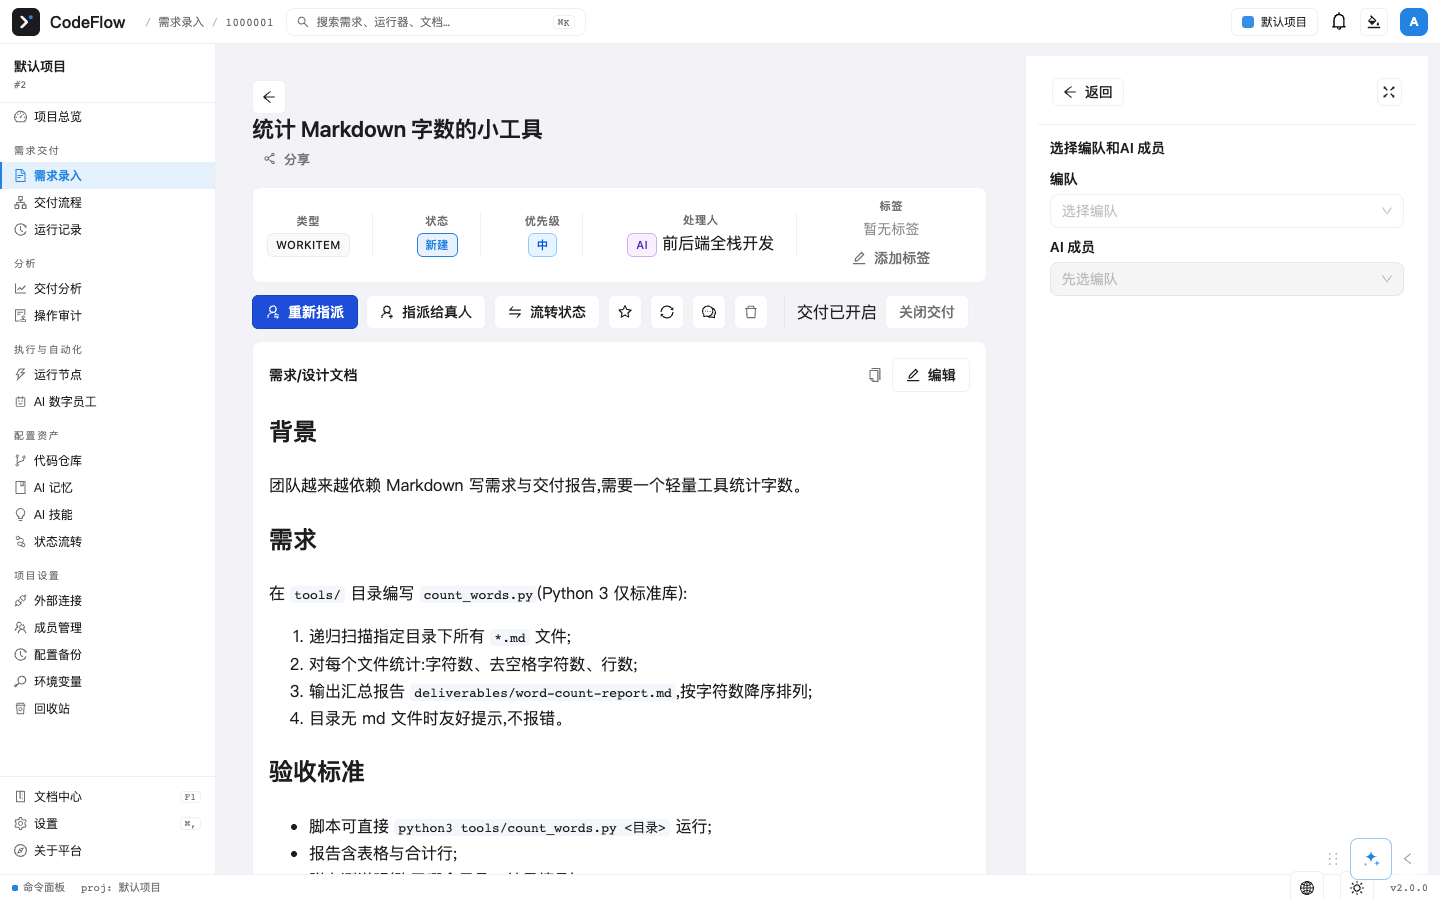 CodeFlow / 需求录入 / 1000001 搜索需求、运行器、文档... ⌘K 默认项目 A
默认项目
#2
项目总览
需求交付
需求录入
交付流程
运行记录
分析
交付分析
操作审计
执行与自动化
运行节点
AI 数字员工
配置资产
代码仓库
AI 记忆
AI 技能
状态流转
项目设置
外部连接
成员管理
配置备份
环境变量
回收站
文档中心 F1
设置 ⌘,
关于平台
统计 Markdown 字数的小工具
分享
类型 状态 优先级 处理人 标签
WORKITEM 新建 中 AI 前后端全栈开发 暂无标签
添加标签
重新指派 指派给真人 流转状态 交付已开启 关闭交付
需求/设计文档 编辑
背景
团队越来越依赖 Markdown 写需求与交付报告,需要一个轻量工具统计字数。
需求
在 tools/ 目录编写 count_words.py(Python 3 仅标准库):
1. 递归扫描指定目录下所有 *.md 文件;
2. 对每个文件统计:字符数、去空格字符数、行数;
3. 输出汇总报告 deliverables/word-count-report.md,按字符数降序排列;
4. 目录无 md 文件时友好提示,不报错。
验收标准
脚本可直接 python3 tools/count_words.py <目录> 运行;
报告含表格与合计行;
返回
选择编队和AI 成员
编队
选择编队
AI 成员
先选编队
命令面板 proj: 默认项目 v2.0.0